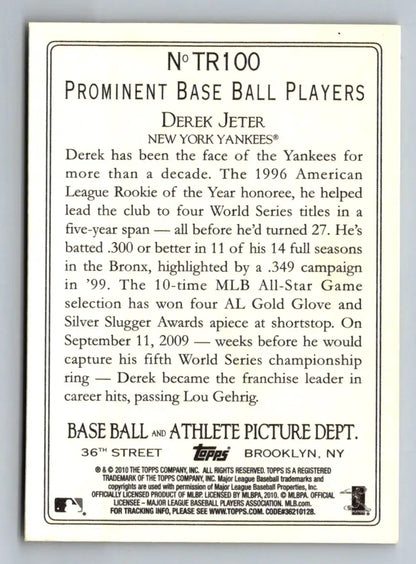 Nº TR100
PROMINENT BASE BALL PLAYERS
DEREK JETER
NEW YORK YANKEES®
Derek has been the face of the Yankees for
more than a decade. The 1996 American
League Rookie of the Year honoree, he helped
lead the club to four World Series titles in a
five-year span — all before he'd turned 27. He's
batted .300 or better in 11 of his 14 full seasons
in the Bronx, highlighted by a .349 campaign
in '99. The 10-time MLB All-Star Game
selection has won four AL Gold Glove and
Silver Slugger Awards apiece at shortstop. On
September 11, 2009 — weeks before he would
capture his fifth World Series championship
ring — Derek became the franchise leader in
career hits, passing Lou Gehrig.
BASE BALL AND ATHLETE PICTURE DEPT.
36TH STREET Topps BROOKLYN, NY
® & © 2010 THE TOPPS COMPANY, INC. ALL RIGHTS RESERVED. TOPPS IS A REGISTERED
TRADEMARK OF THE TOPPS COMPANY, INC. Major League Baseball trademarks and
copyrights are used with permission of Major League Baseball Properties, Inc.
OFFICIALLY LICENSED PRODUCT OF MLBP. LICENSED BY MLBPA, 2010. © MLBPA. OFFICIAL
LICENSEE – MAJOR LEAGUE BASEBALL PLAYERS ASSOCIATION. MLB.com.
FOR TRACKING INFO, PLEASE SEE WWW.TOPPS.COM. CODE#3621012B.